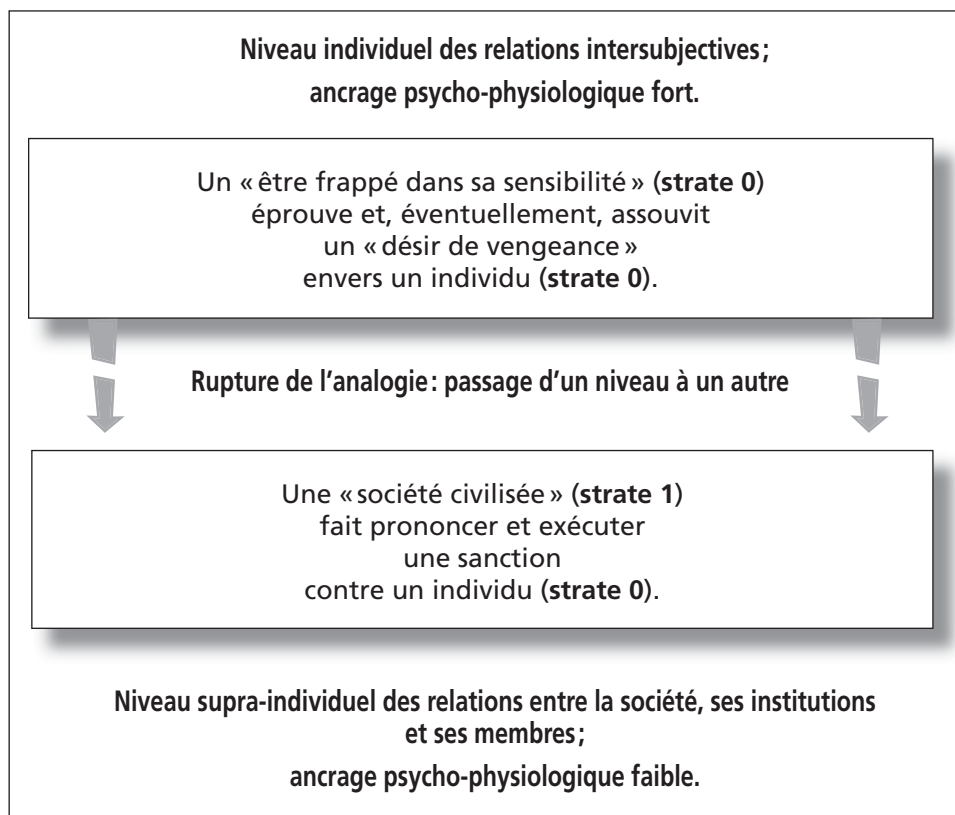 Niveau individuel des relations intersubjectives ;
ancrage psycho-physiologique fort.
Un « être frappé dans sa sensibilité » (strate 0)
éprouve et, éventuellement, assouvit
un « désir de vengeance »
envers un individu (strate 0).
Rupture de l’analogie : passage d’un niveau à un autre
Une « société civilisée » (strate 1)
fait prononcer et exécuter
une sanction
contre un individu (strate 0).
Niveau supra-individuel des relations entre la société, ses institutions
et ses membres ;
ancrage psycho-physiologique faible.